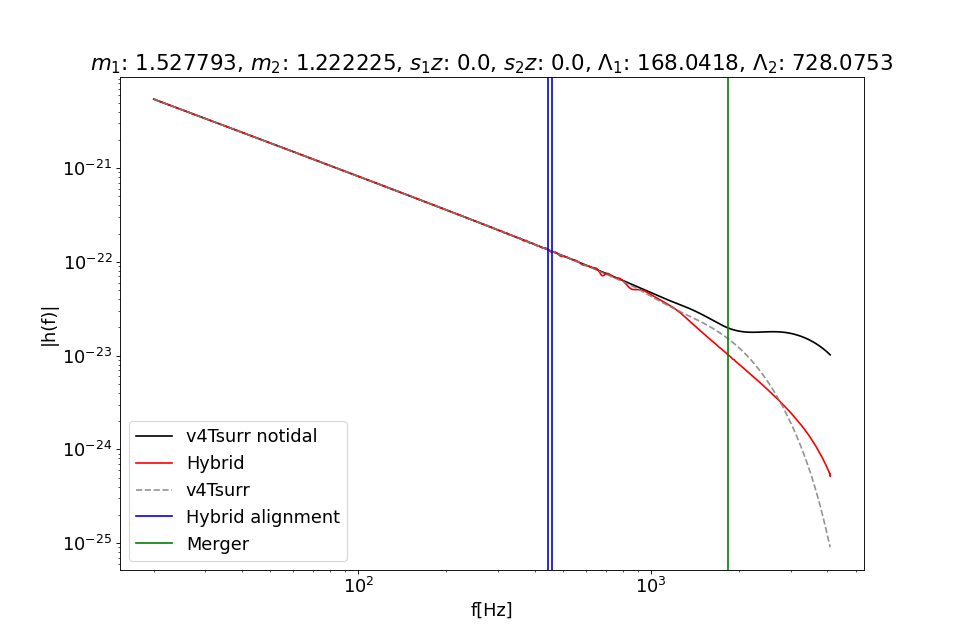 m₁: 1.527793, m₂: 1.222225, s₁z: 0.0, s₂z: 0.0, Λ₁: 168.0418, Λ₂: 728.0753
|h(f)|
10⁻²¹
10⁻²²
10⁻²³
10⁻²⁴
10⁻²⁵
v4Tsurr notidal
Hybrid
v4Tsurr
Hybrid alignment
Merger
10² 10³
f[Hz]